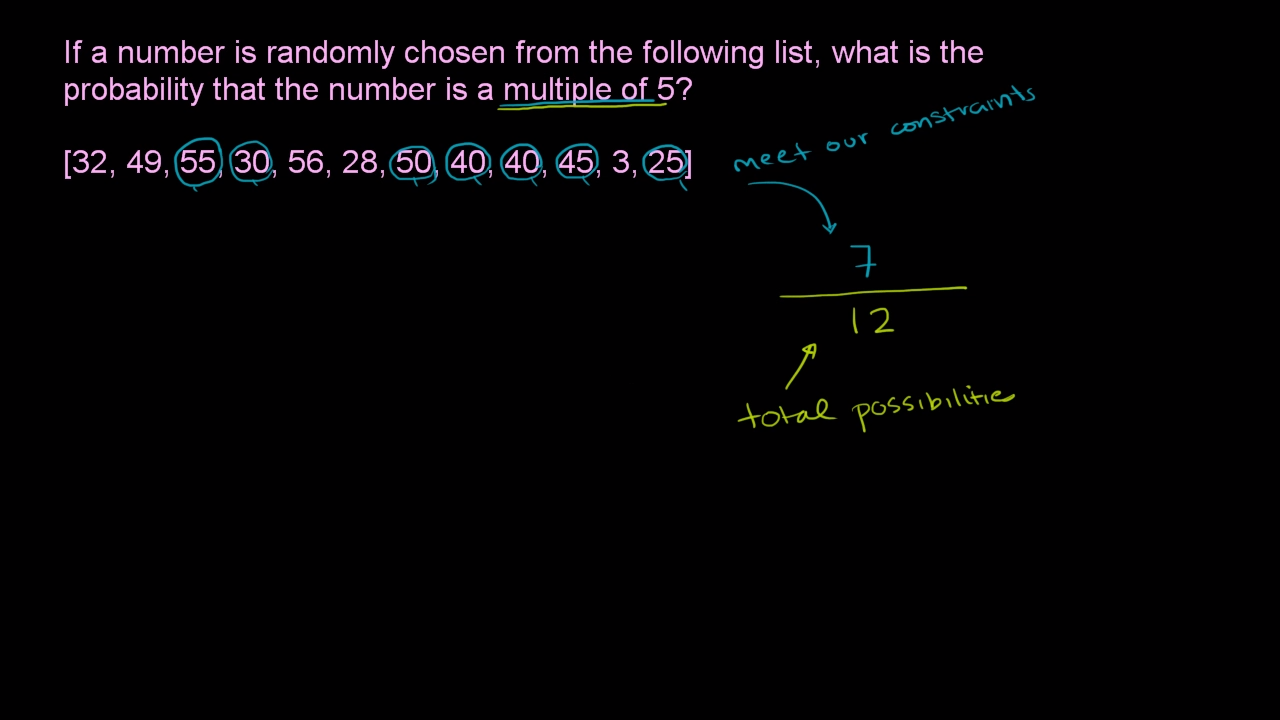 If a number is randomly chosen from the following list, what is the
probability that the number is a multiple of 5?
[32, 49, 55, 30, 56, 28, 50, 40, 40, 45, 3, 25]
meet our constraints
7
12
total possibilitie